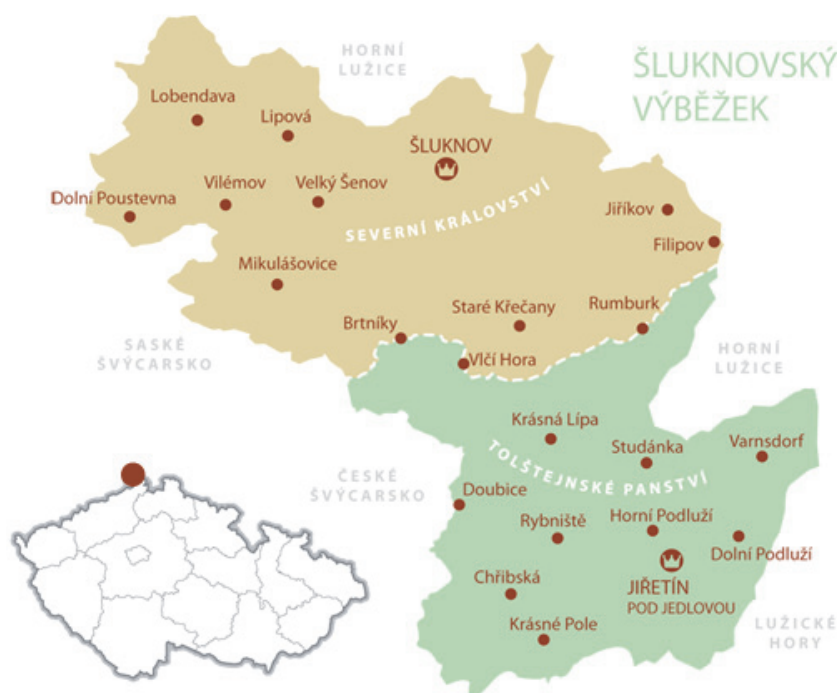 HORNÍ
LUŽICE
ŠLUKNOVSKÝ
VÝBĚŽEK
Lobendava
Lipová
ŠLUKNOV
Dolní Poustevna
Vilémov
Velký Šenov
SEVERNÍ KRÁLOVSTVÍ
Jiříkov
Filipov
Mikulášovice
Staré Křečany
Rumburk
Brtníky
SASKÉ
ŠVÝCARSKO
Vlčí Hora
HORNÍ
LUŽICE
Krásná Lípa
Studánka
Varnsdorf
TOLŠTEJNSKÉ PANSTVÍ
ČESKÉ
ŠVÝCARSKO
Doubice
Rybniště
Horní Podluží
Dolní Podluží
Chřibská
JIŘETÍN
POD JEDLOVOU
Krásné Pole
LUŽICKÉ
HORY